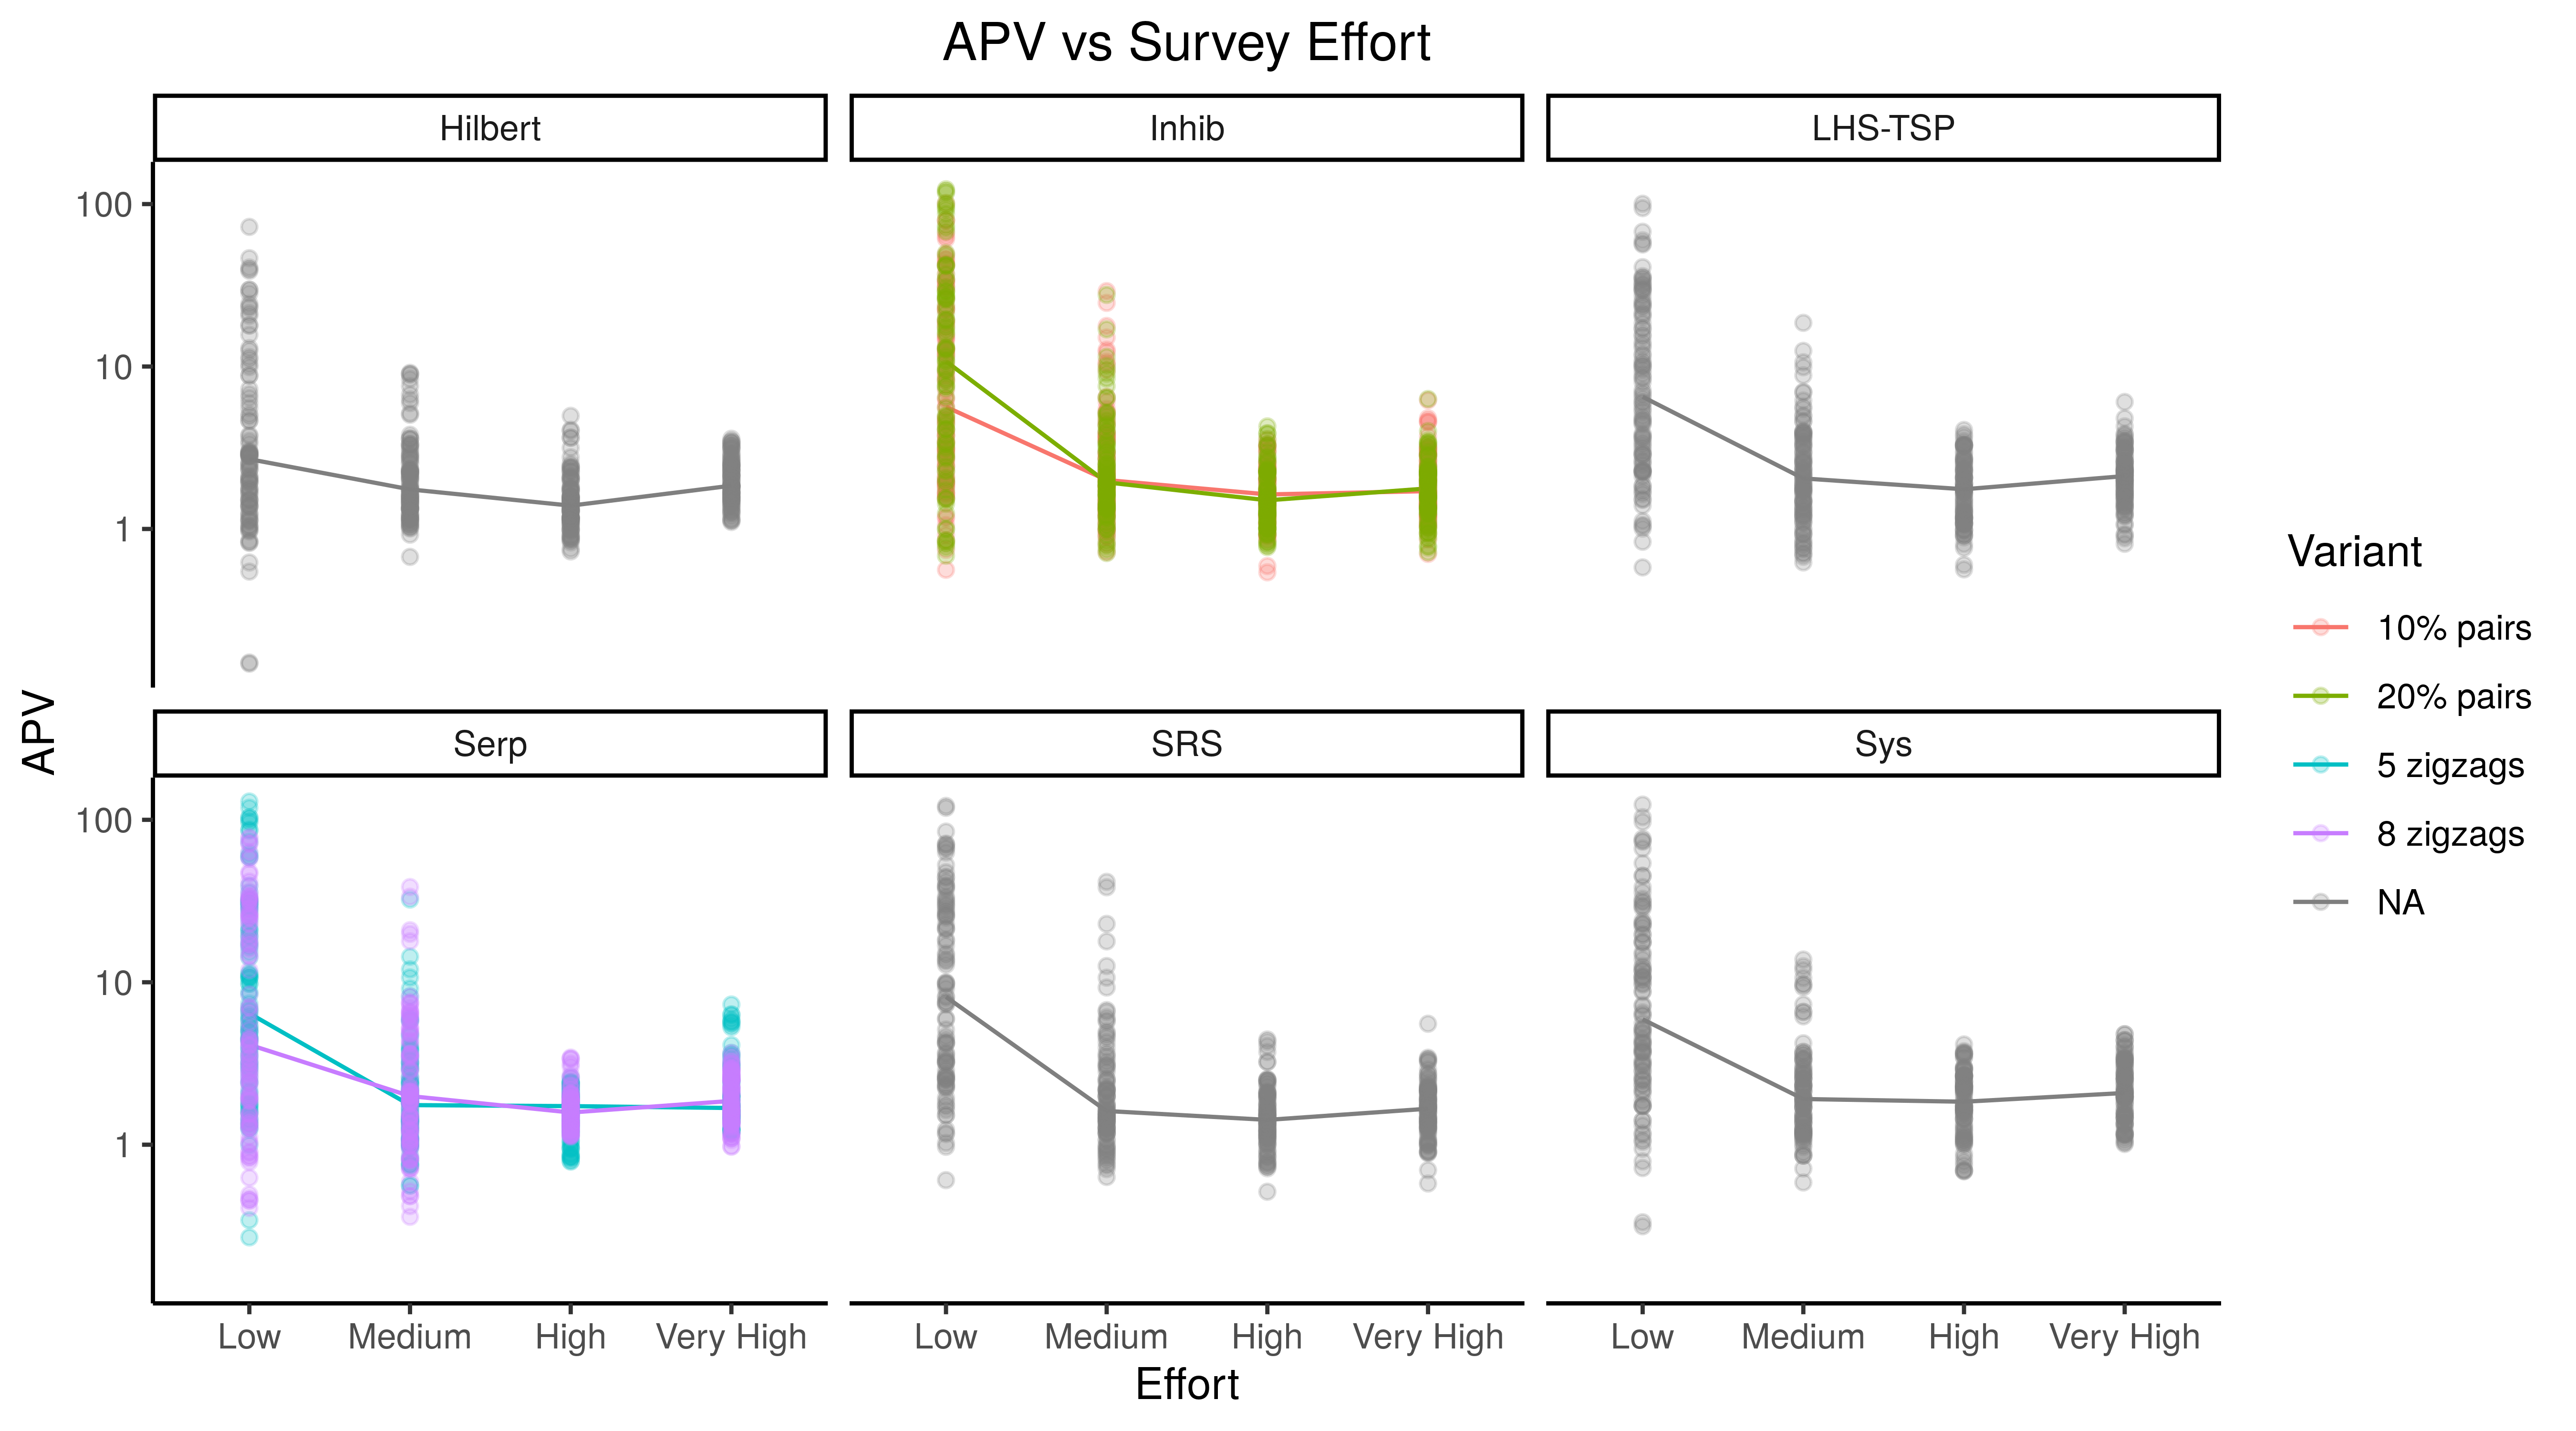 APV vs Survey Effort
Hilbert
Inhib
LHS-TSP
100
10
1
Serp
SRS
Sys
100
10
1
Low
Medium
High
Very High
Low
Medium
High
Very High
Low
Medium
High
Very High
Effort
APV
Variant
10% pairs
20% pairs
5 zigzags
8 zigzags
NA